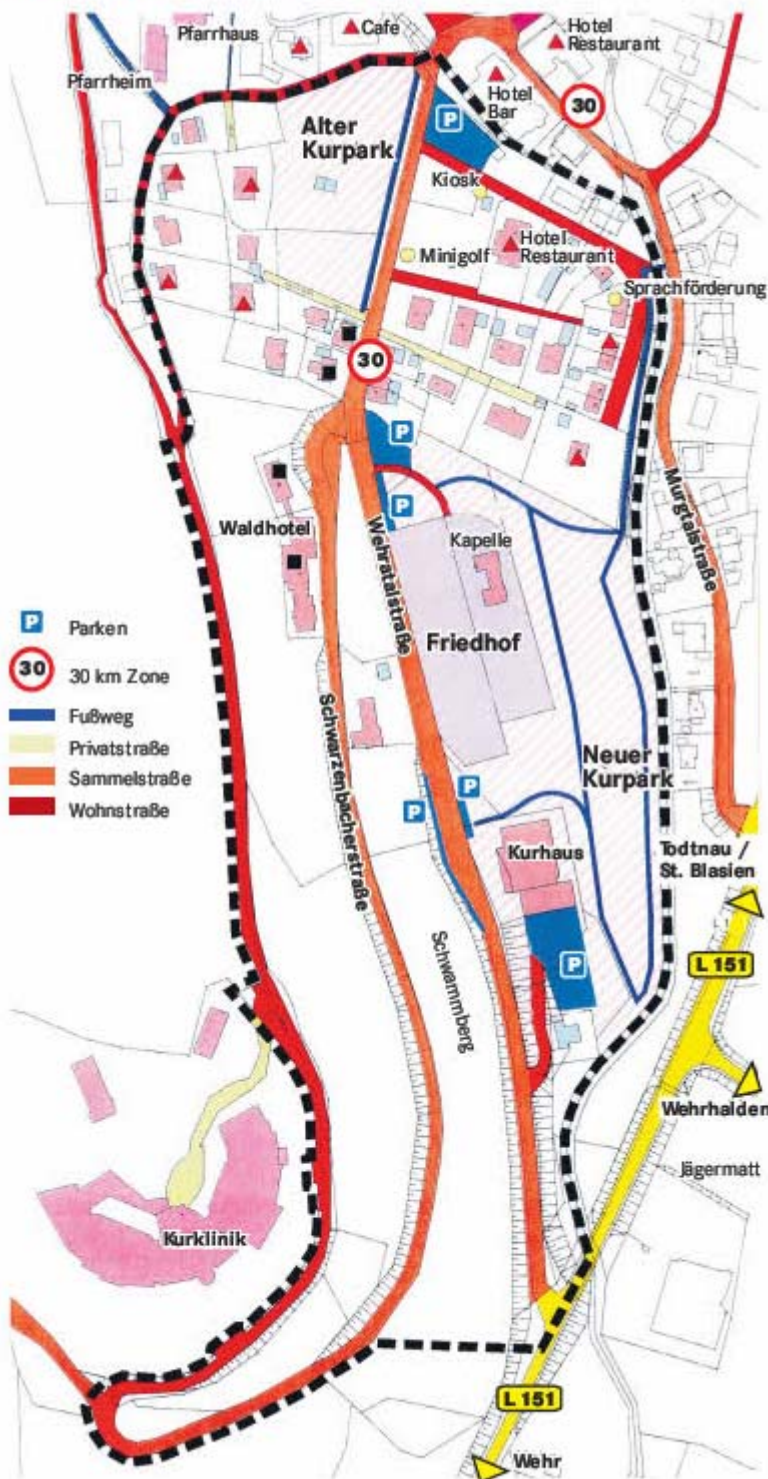 Pfarrhaus
Cafe
Hotel
Restaurant
Pfarrheim
Hotel
Bar
30
P
Alter
Kurpark
Kiosk
Hotel
Restaurant
Minigolf
Sprachförderung
30
P
P
Waldhotel
Wehratalstraße
Kapelle
Murgtalstraße
Friedhof
P Parken
30 30 km Zone
Fußweg
Privatstraße
Sammelstraße
Wohnstraße
Schwarzenbacherstraße
Neuer
Kurpark
P
P
Kurhaus
Todtnau /
St. Blasien
Schwammberg
P
L 151
Wehrhalden
Jägermatt
Kurklinik
L 151
Wehr